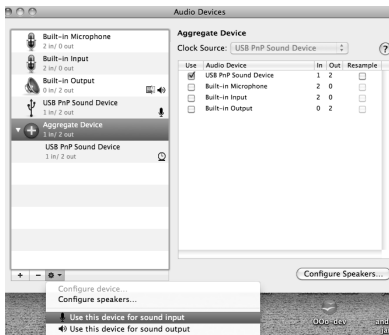 Audio Devices
Built-in Microphone
2 in/ 0 out
Built-in Input
2 in/ 0 out
Built-in Output
0 in/ 2 out
USB PnP Sound Device
1 in/ 2 out
Aggregate Device
1 in/ 2 out
USB PnP Sound Device
1 in/ 2 out
Aggregate Device
Clock Source: USB PnP Sound Device
?
Use Audio Device In Out Resample
USB PnP Sound Device 1 2
Built-in Microphone 2 0
Built-in Input 2 0
Built-in Output 0 2
Configure Speakers...
Configure device...
Configure speakers...
Use this device for sound input
Use this device for sound output
OOo-dev